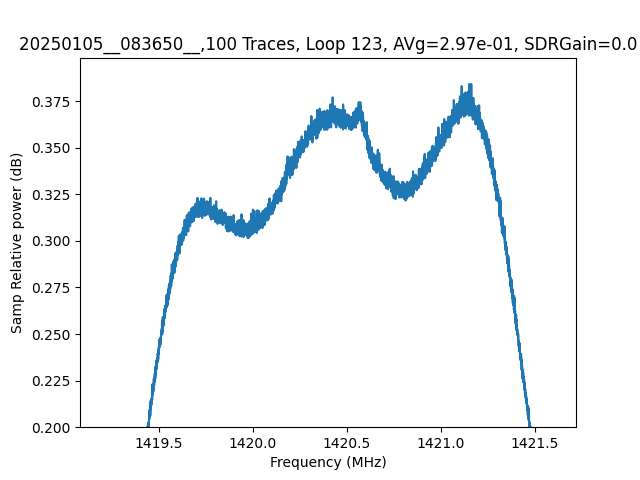 20250105__083650__,100 Traces, Loop 123, AVg=2.97e-01, SDRGain=0.0
0.375
0.350
0.325
0.300
0.275
0.250
0.225
0.200
Samp Relative power (dB)
1419.5 1420.0 1420.5 1421.0 1421.5
Frequency (MHz)